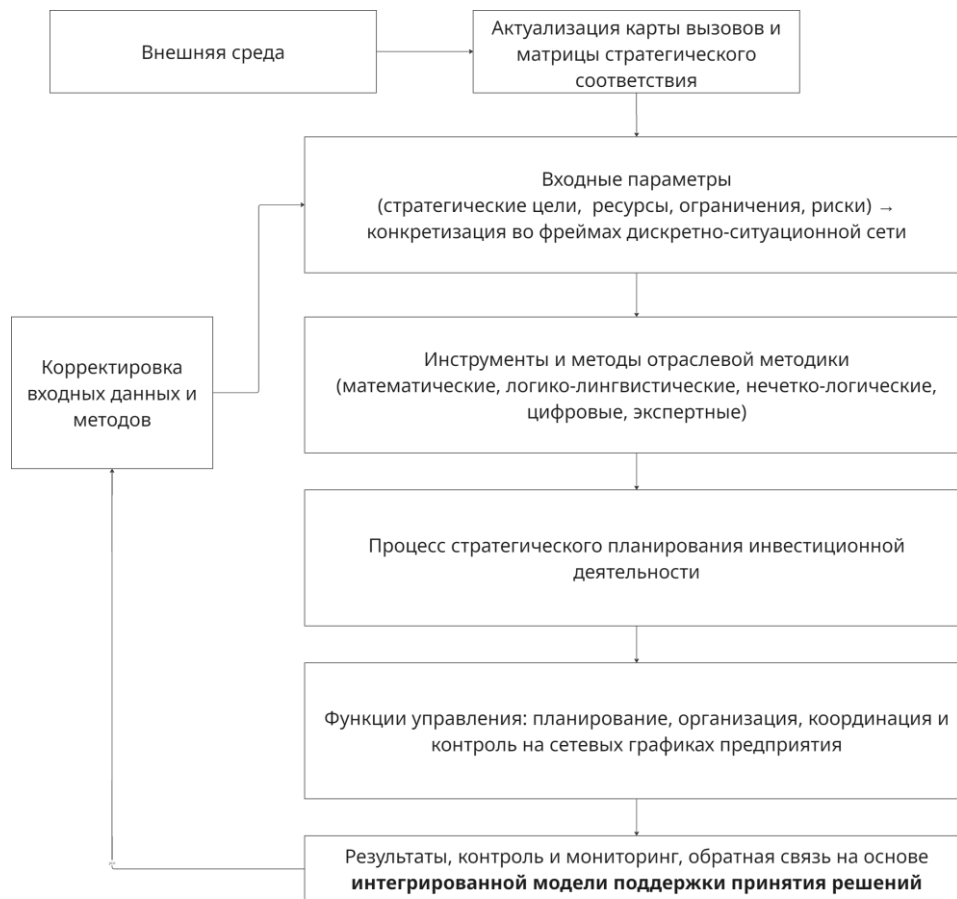 Внешняя среда
Актуализация карты вызовов и
матрицы стратегического
соответствия
Входные параметры
(стратегические цели, ресурсы, ограничения, риски) →
конкретизация во фреймах дискретно-ситуационной сети
Корректировка
входных данных и
методов
Инструменты и методы отраслевой методики
(математические, логико-лингвистические, нечетко-логические,
цифровые, экспертные)
Процесс стратегического планирования инвестиционной
деятельности
Функции управления: планирование, организация, координация и
контроль на сетевых графиках предприятия
Результаты, контроль и мониторинг, обратная связь на основе
интегрированной модели поддержки принятия решений